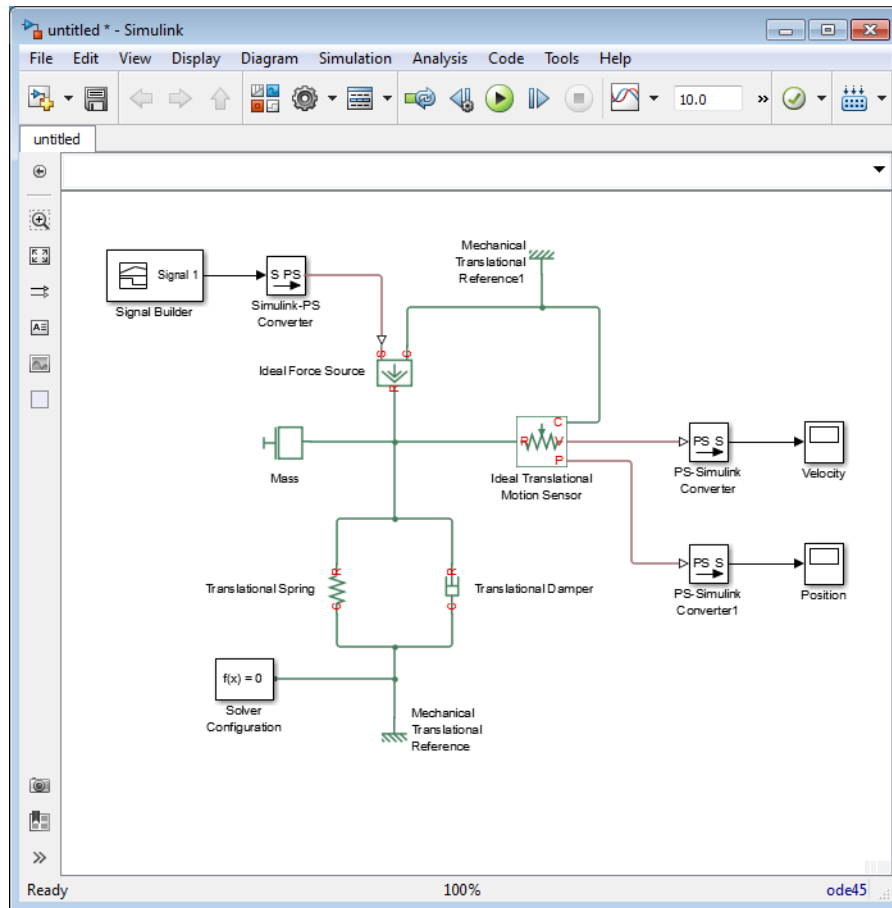 untitled * - Simulink
File Edit View Display Diagram Simulation Analysis Code Tools Help
10.0 »
untitled
Signal 1
Signal Builder
S PS
Simulink-PS
Converter
Mechanical
Translational
Reference1
S C
Ideal Force Source
R
Mass
R C
V
P
Ideal Translational
Motion Sensor
PS S
PS-Simulink
Converter
Velocity
Translational Spring
R
C
R
C
Translational Damper
PS S
PS-Simulink
Converter1
Position
f(x) = 0
Solver
Configuration
Mechanical
Translational
Reference
»
Ready 100% ode45